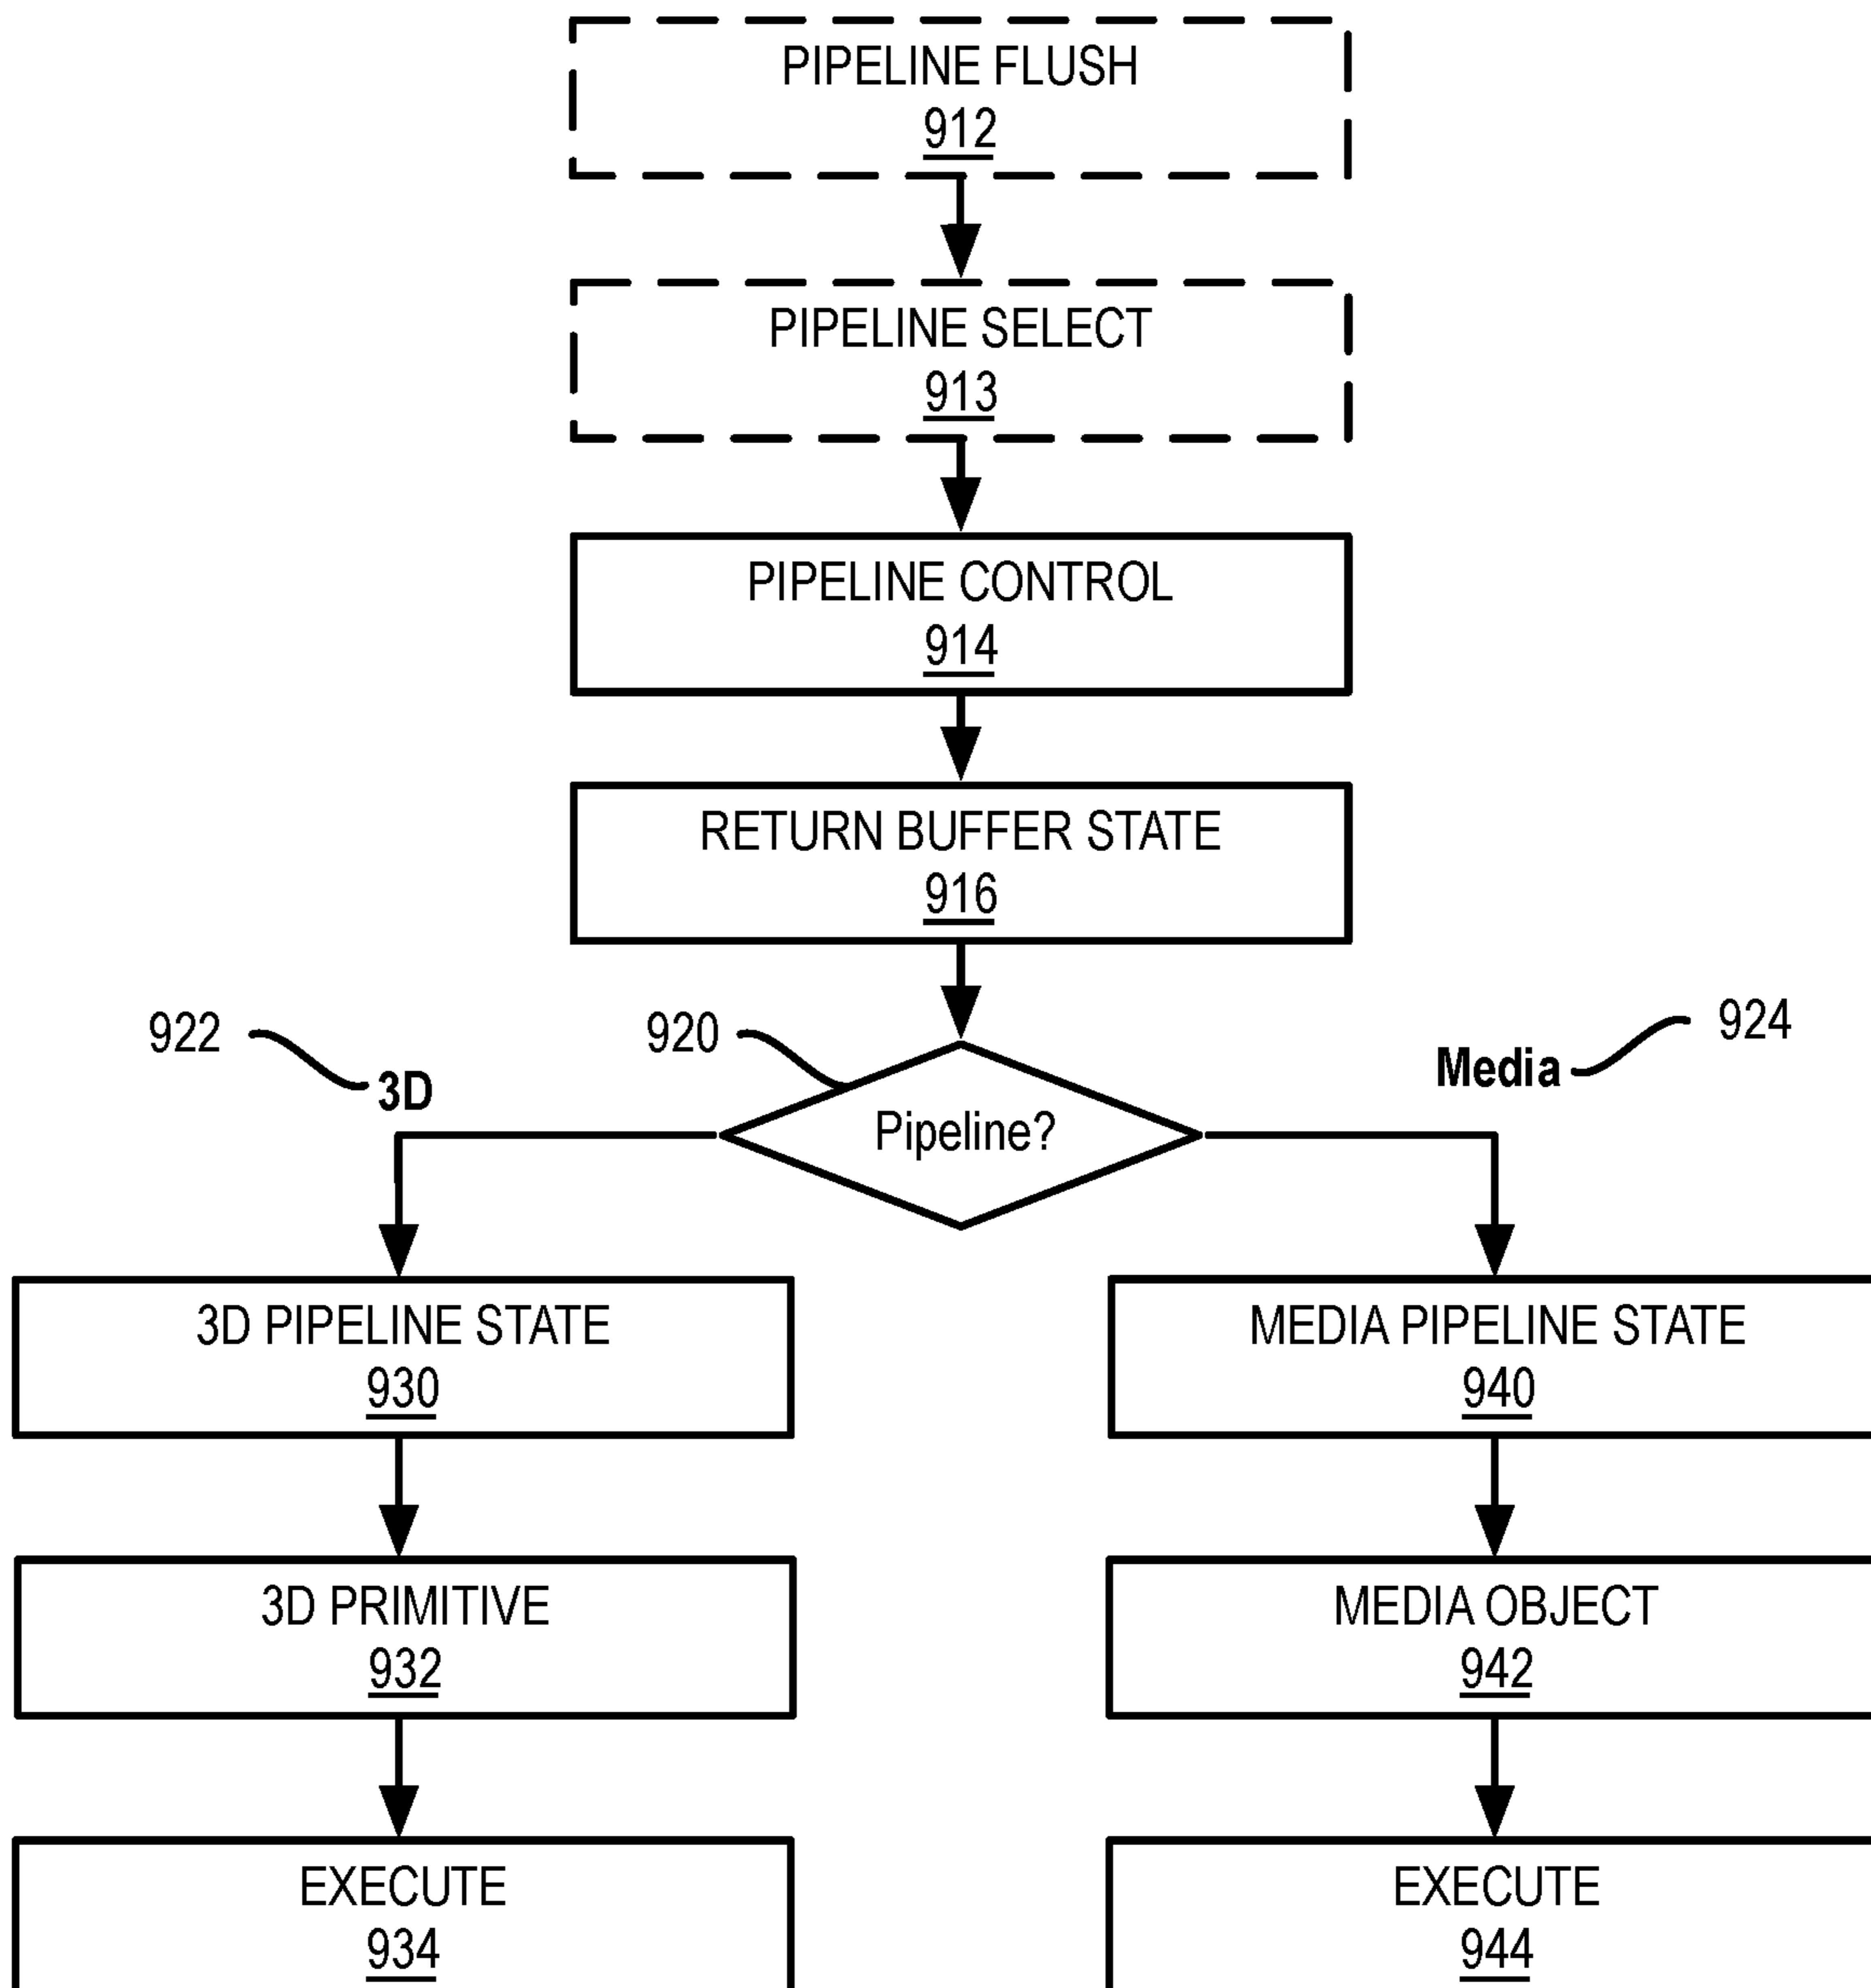 PIPELINE FLUSH
912
PIPELINE SELECT
913
PIPELINE CONTROL
914
RETURN BUFFER STATE
916
922
920
924
3D
Media
Pipeline?
3D PIPELINE STATE
930
MEDIA PIPELINE STATE
940
3D PRIMITIVE
932
MEDIA OBJECT
942
EXECUTE
934
EXECUTE
944